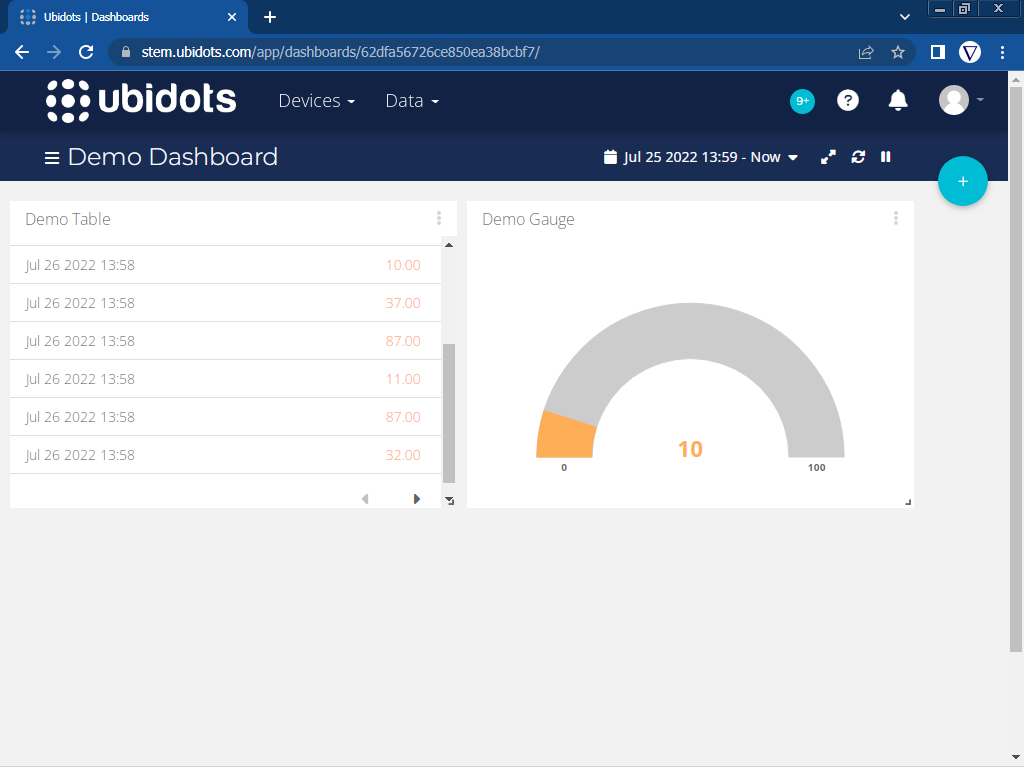 Ubidots | Dashboards
stem.ubidots.com/app/dashboards/62dfa56726ce850ea38bcbf7/
ubidots Devices Data 9+ ?
Demo Dashboard Jul 25 2022 13:59 - Now
+
Demo Table
Jul 26 2022 13:58 10.00
Jul 26 2022 13:58 37.00
Jul 26 2022 13:58 87.00
Jul 26 2022 13:58 11.00
Jul 26 2022 13:58 87.00
Jul 26 2022 13:58 32.00
Demo Gauge
10
0 100